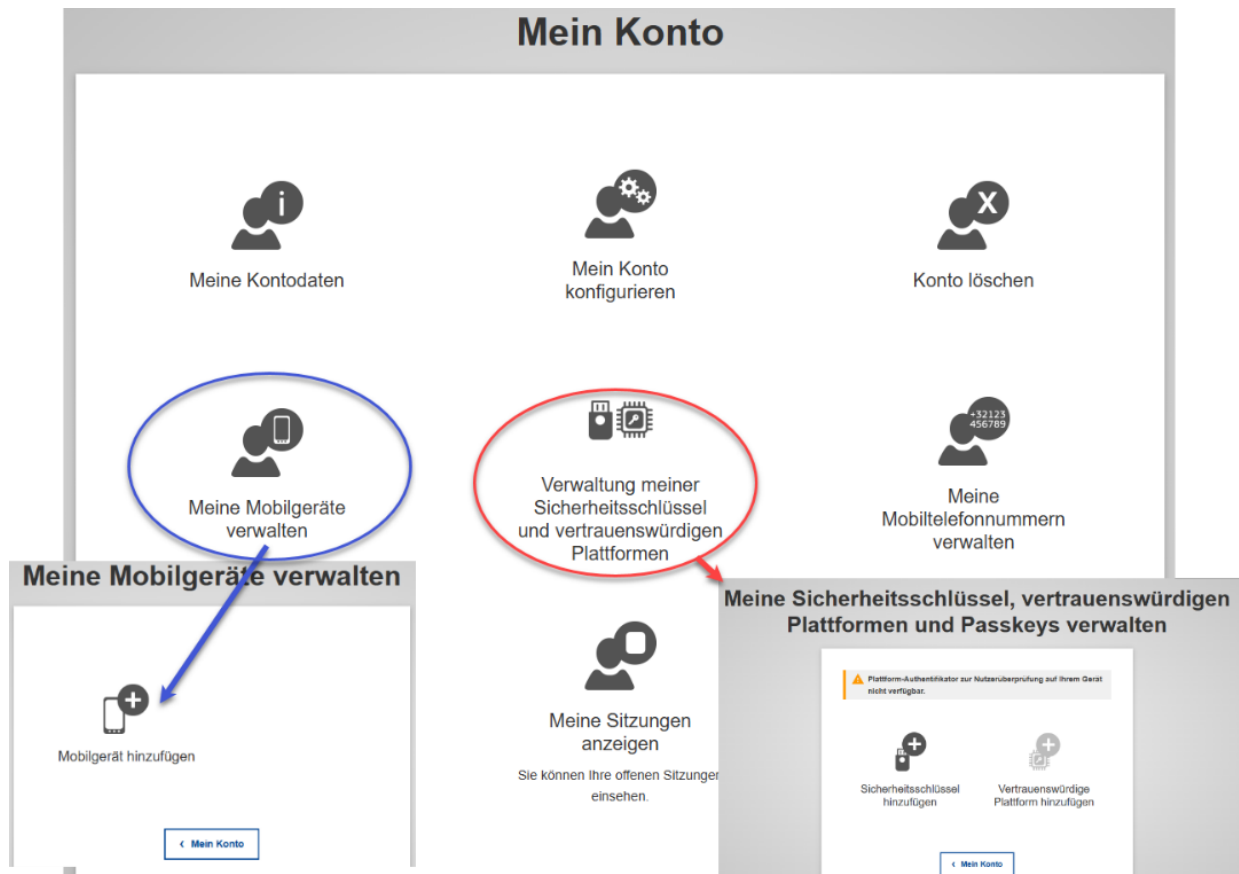 Mein Konto
i
X
Meine Kontodaten
Mein Konto
konfigurieren
Konto löschen
+32123
456789
Meine Mobilgeräte
verwalten
Verwaltung meiner
Sicherheitsschlüssel
und vertrauenswürdigen
Plattformen
Meine
Mobiltelefonnummern
verwalten
Meine Mobilgeräte verwalten
Mobilgerät hinzufügen
‹ Mein Konto
Meine Sitzungen
anzeigen
Sie können Ihre offenen Sitzungen
einsehen.
Meine Sicherheitsschlüssel, vertrauenswürdigen
Plattformen und Passkeys verwalten
Plattform-Authentifikator zur Nutzerüberprüfung auf Ihrem Gerät
nicht verfügbar.
Sicherheitsschlüssel
hinzufügen
Vertrauenswürdige
Plattform hinzufügen
‹ Mein Konto